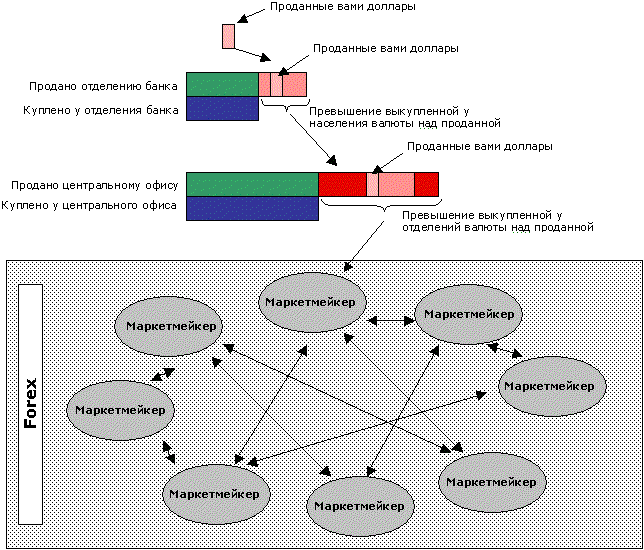 Проданные вами доллары
Проданные вами доллары
Продано отделению банка
Куплено у отделения банка
Превышение выкупленной у
населения валюты над проданной
Проданные вами доллары
Продано центральному офису
Куплено у центрального офиса
Превышение выкупленной у
отделений валюты над проданной
Forex
Маркетмейкер
Маркетмейкер
Маркетмейкер
Маркетмейкер
Маркетмейкер
Маркетмейкер
Маркетмейкер
Маркетмейкер